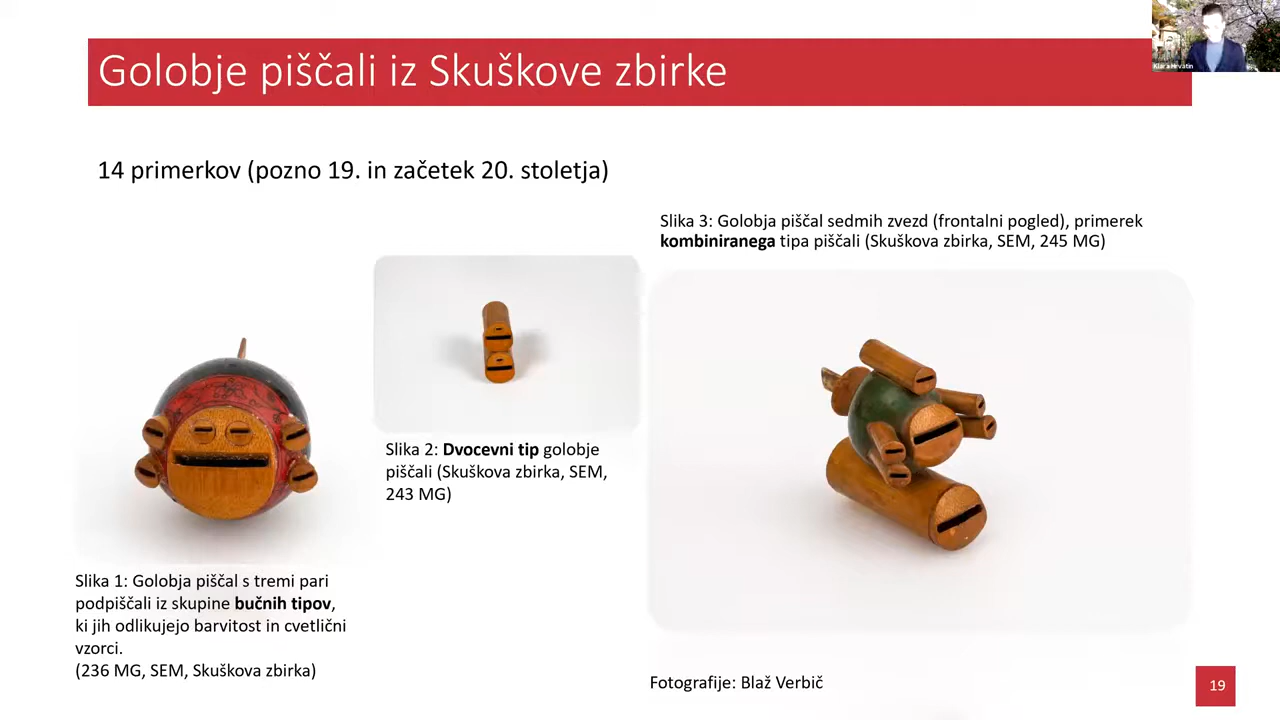 Golobje piščali iz Skuškove zbirke
Klara Hrvatin
14 primerkov (pozno 19. in začetek 20. stoletja)
Slika 3: Golobja piščal sedmih zvezd (frontalni pogled), primerek
kombiniranega tipa piščali (Skuškova zbirka, SEM, 245 MG)
Slika 2: Dvocevni tip golobje
piščali (Skuškova zbirka, SEM,
243 MG)
Slika 1: Golobja piščal s tremi pari
podpiščali iz skupine bučnih tipov,
ki jih odlikujejo barvitost in cvetlični
vzorci.
(236 MG, SEM, Skuškova zbirka)
Fotografije: Blaž Verbič
19